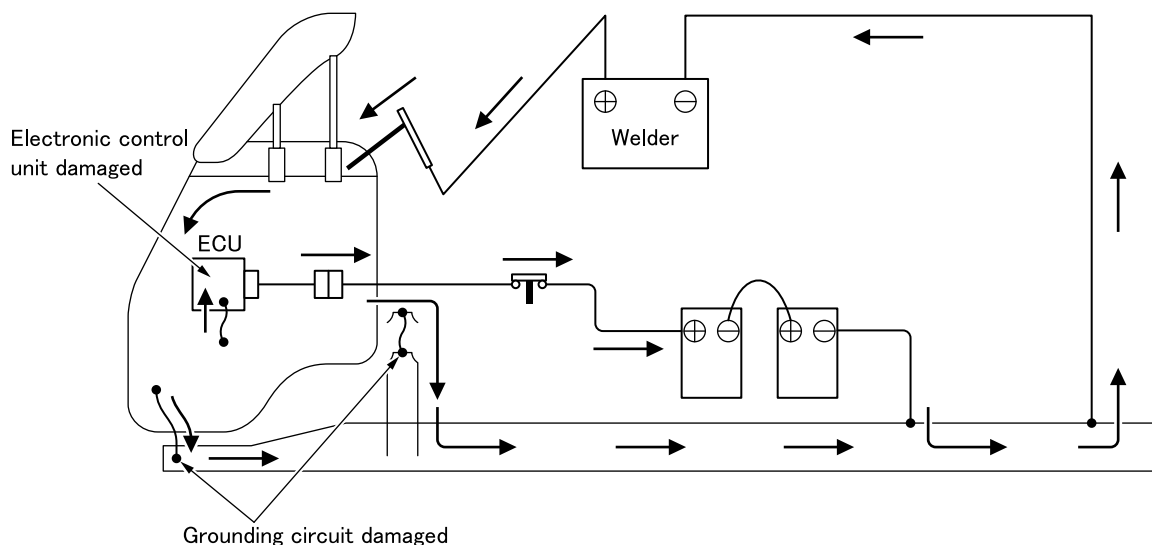 Welder
Electronic control
unit damaged
ECU
Grounding circuit damaged